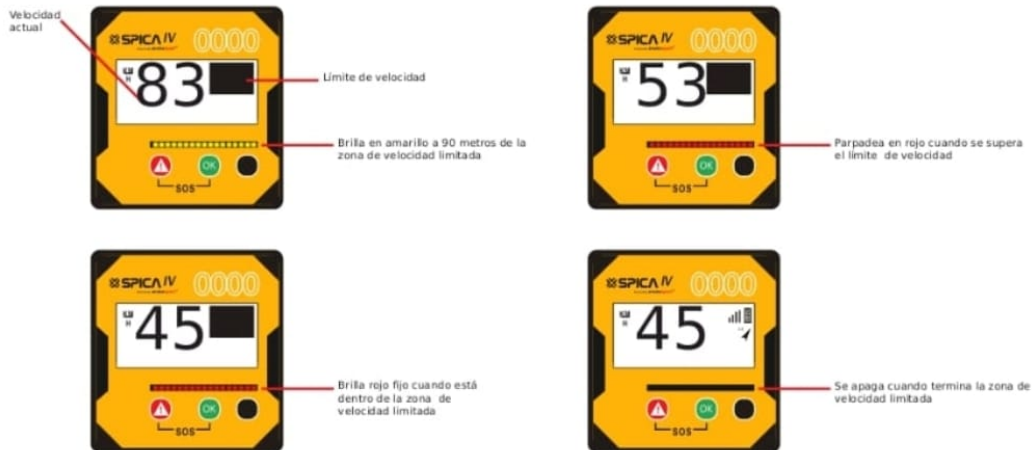 Velocidad
actual
SPICA IV
0000
83
Límite de velocidad
Brilla en amarillo a 90 metros de la
zona de velocidad limitada
OK
SOS
SPICA IV
0000
53
Parpadea en rojo cuando se supera
el límite de velocidad
OK
SOS
SPICA IV
0000
45
Brilla rojo fijo cuando está
dentro de la zona de
velocidad limitada
OK
SOS
SPICA IV
0000
45
Se apaga cuando termina la zona de
velocidad limitada
OK
SOS